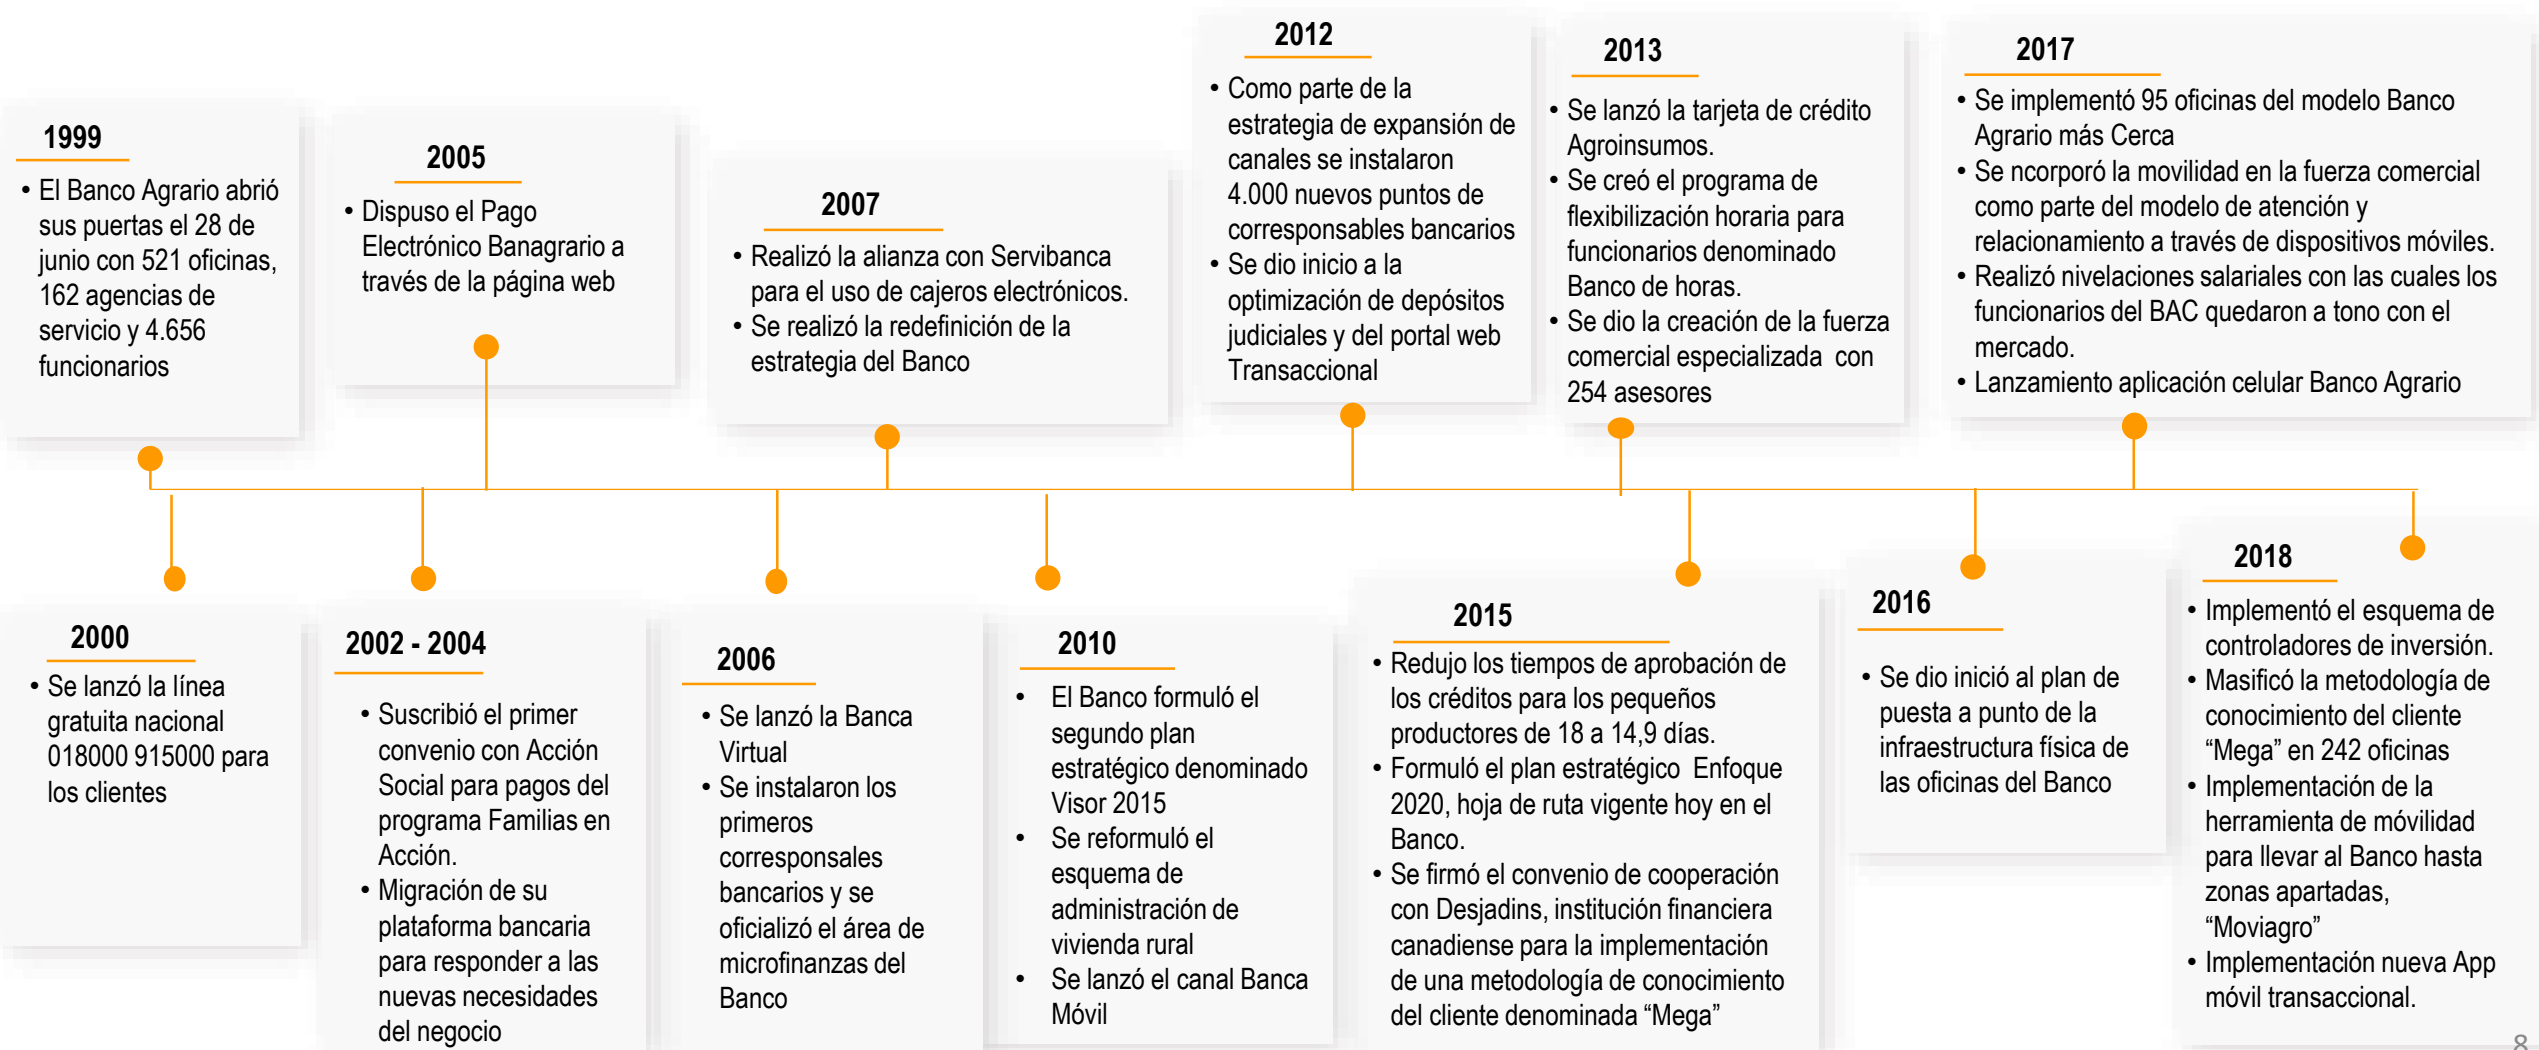 1999
• El Banco Agrario abrió
sus puertas el 28 de
junio con 521 oficinas,
162 agencias de
servicio y 4.656
funcionarios
2000
• Se lanzó la línea
gratuita nacional
018000 915000 para
los clientes
2002 - 2004
• Suscribió el primer
convenio con Acción
Social para pagos del
programa Familias en
Acción.
• Migración de su
plataforma bancaria
para responder a las
nuevas necesidades
del negocio
2005
• Dispuso el Pago
Electrónico Banagrario a
través de la página web
2006
• Se lanzó la Banca
Virtual
• Se instalaron los
primeros
corresponsales
bancarios y se
oficializó el área de
microfinanzas del
Banco
2007
• Realizó la alianza con Servibanca
para el uso de cajeros electrónicos.
• Se realizó la redefinición de la
estrategia del Banco
2010
• El Banco formuló el
segundo plan
estratégico denominado
Visor 2015
• Se reformuló el
esquema de
administración de
vivienda rural
• Se lanzó el canal Banca
Móvil
2012
• Como parte de la
estrategia de expansión de
canales se instalaron
4.000 nuevos puntos de
corresponsables bancarios
• Se dio inicio a la
optimización de depósitos
judiciales y del portal web
Transaccional
2013
• Se lanzó la tarjeta de crédito
Agroinsumos.
• Se creó el programa de
flexibilización horaria para
funcionarios denominado
Banco de horas.
• Se dio la creación de la fuerza
comercial especializada con
254 asesores
2015
• Redujo los tiempos de aprobación de
los créditos para los pequeños
productores de 18 a 14,9 días.
• Formuló el plan estratégico Enfoque
2020, hoja de ruta vigente hoy en el
Banco.
• Se firmó el convenio de cooperación
con Desjadins, institución financiera
canadiense para la implementación
de una metodología de conocimiento
del cliente denominada “Mega”
2016
• Se dio inició al plan de
puesta a punto de la
infraestructura física de
las oficinas del Banco
2017
• Se implementó 95 oficinas del modelo Banco
Agrario más Cerca
• Se ncorporó la movilidad en la fuerza comercial
como parte del modelo de atención y
relacionamiento a través de dispositivos móviles.
• Realizó nivelaciones salariales con las cuales los
funcionarios del BAC quedaron a tono con el
mercado.
• Lanzamiento aplicación celular Banco Agrario
2018
• Implementó el esquema de
controladores de inversión.
• Masificó la metodología de
conocimiento del cliente
“Mega” en 242 oficinas
• Implementación de la
herramienta de móvilidad
para llevar al Banco hasta
zonas apartadas,
“Moviagro”
• Implementación nueva App
móvil transaccional.
8